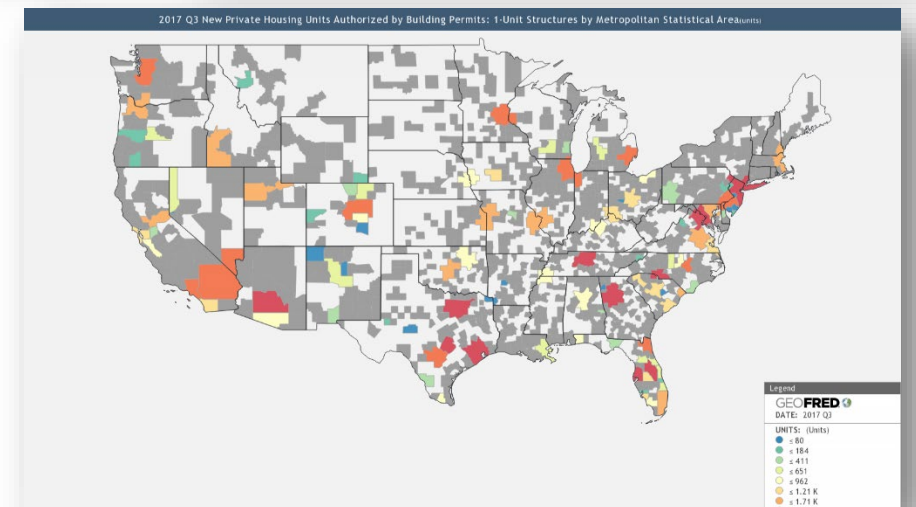 2017 Q3 New Private Housing Units Authorized by Building Permits: 1-Unit Structures by Metropolitan Statistical Area(units)
Legend
GEOFRED
DATE: 2017 Q3
UNITS: (Units)
≤ 80
≤ 184
≤ 411
≤ 651
≤ 962
≤ 1.21 K
≤ 1.71 K